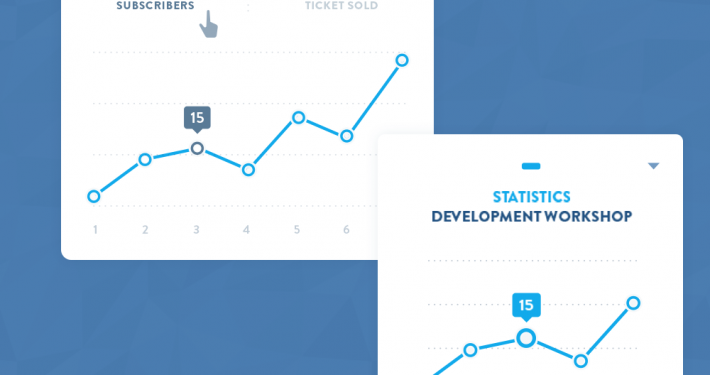 SUBSCRIBERS : TICKET SOLD
15
1 2 3 4 5 6
STATISTICS
DEVELOPMENT WORKSHOP
15